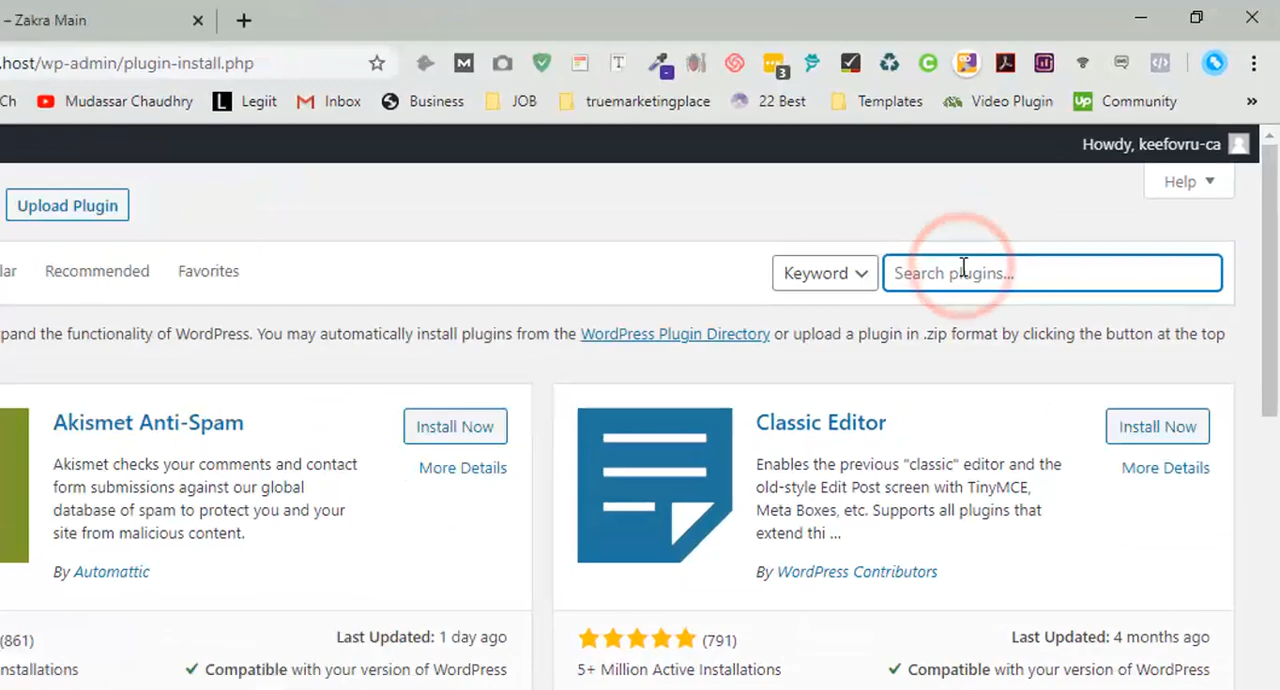 – Zakra Main
.host/wp-admin/plugin-install.php
3
Ch Mudassar Chaudhry Legiit Inbox Business JOB truemarketingplace 22 Best Templates Video Plugin Up Community »
Howdy, keefovru-ca
Help
Upload Plugin
lar Recommended Favorites Keyword Search plugins...
xpand the functionality of WordPress. You may automatically install plugins from the WordPress Plugin Directory or upload a plugin in .zip format by clicking the button at the top
Akismet Anti-Spam
Install Now
More Details
Akismet checks your comments and contact
form submissions against our global
database of spam to protect you and your
site from malicious content.
By Automattic
(861)
Last Updated: 1 day ago
nstallations
Compatible with your version of WordPress
Classic Editor
Install Now
More Details
Enables the previous "classic" editor and the
old-style Edit Post screen with TinyMCE,
Meta Boxes, etc. Supports all plugins that
extend thi ...
By WordPress Contributors
(791)
Last Updated: 4 months ago
5+ Million Active Installations
Compatible with your version of WordPress